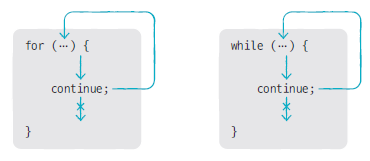 for (⋯) {
continue;
}
while (⋯) {
continue;
}